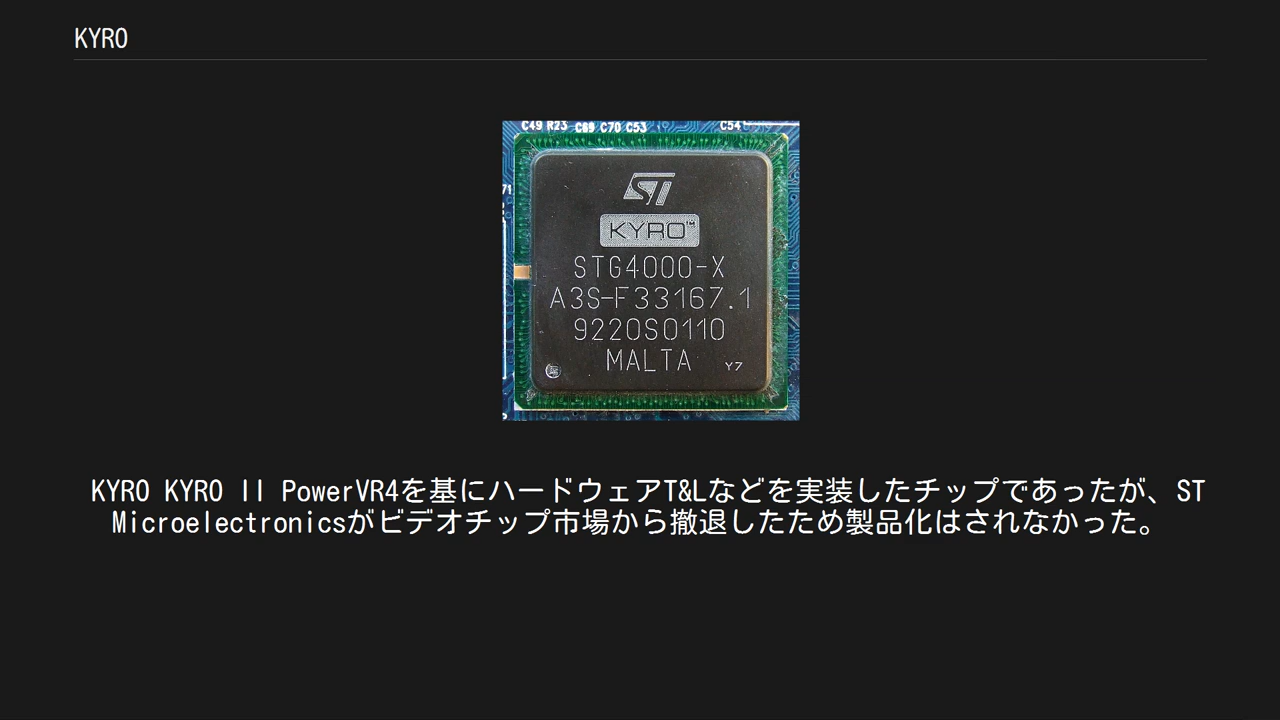 KYRO
C49 R23 C69 C70 C53 C54
71
ST
KYRO™
STG4000-X
A3S-F33167.1
9220S0110
MALTA Y7
KYRO KYRO II PowerVR4を基にハードウェアT&Lなどを実装したチップであったが、ST
Microelectronicsがビデオチップ市場から撤退したため製品化はされなかった。